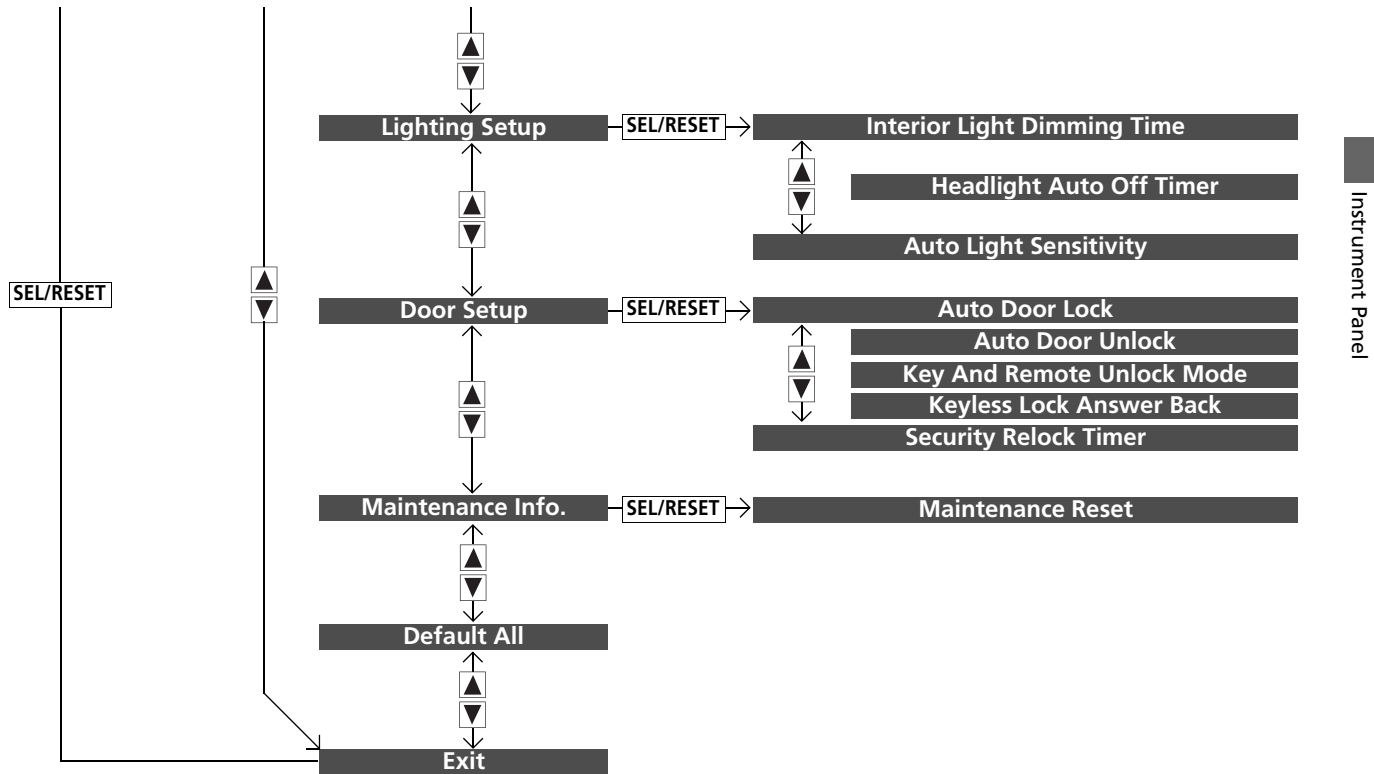 Lighting Setup
SEL/RESET
Interior Light Dimming Time
Headlight Auto Off Timer
Auto Light Sensitivity
SEL/RESET
Door Setup
SEL/RESET
Auto Door Lock
Auto Door Unlock
Key And Remote Unlock Mode
Keyless Lock Answer Back
Security Relock Timer
Maintenance Info.
SEL/RESET
Maintenance Reset
Default All
Exit
Instrument Panel